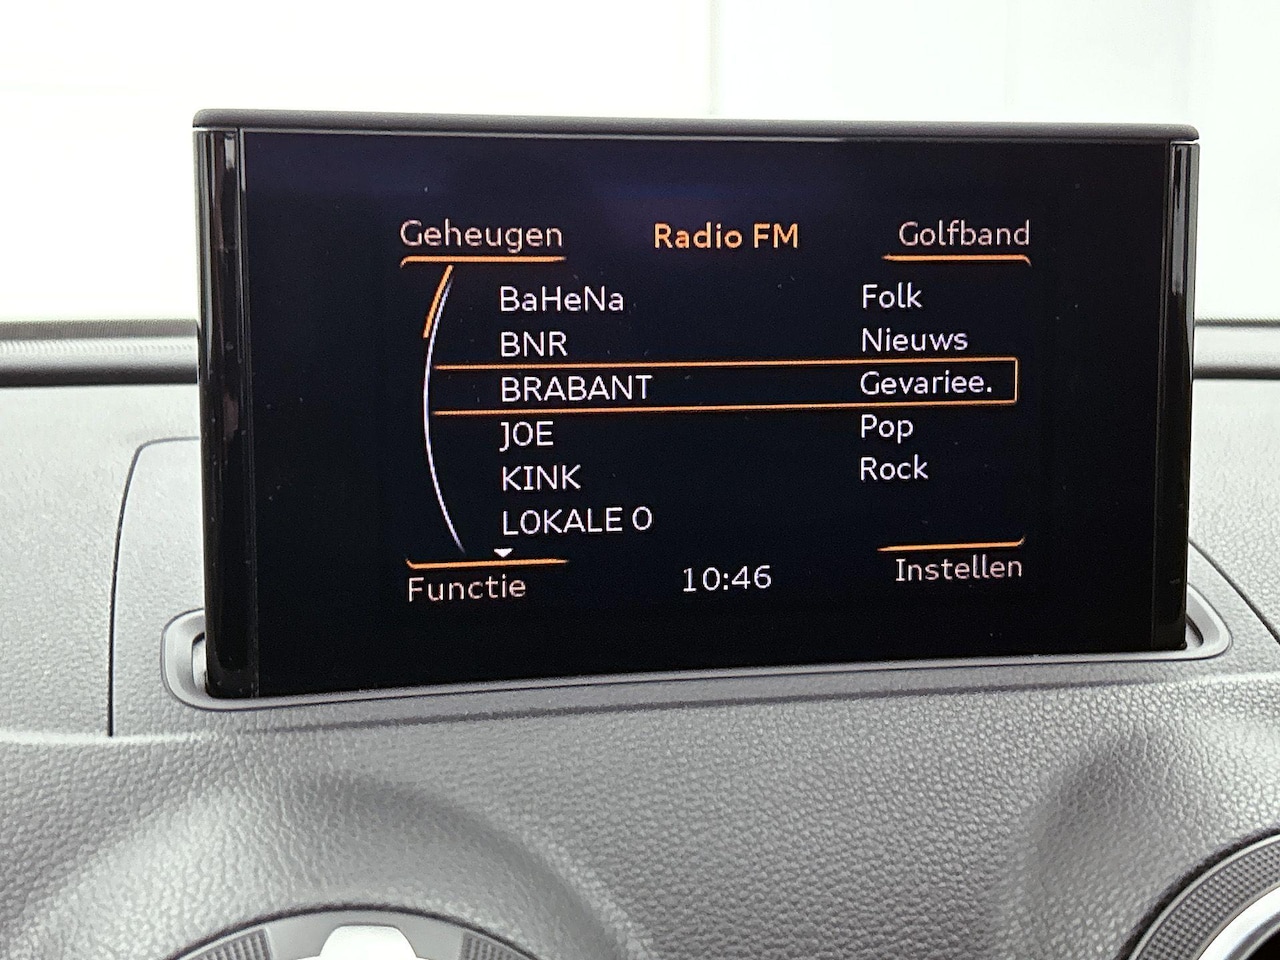 Geheugen Radio FM Golfband
BaHeNa Folk
BNR Nieuws
BRABANT Gevariee.
JOE Pop
KINK Rock
LOKALE O
Functie 10:46 Instellen